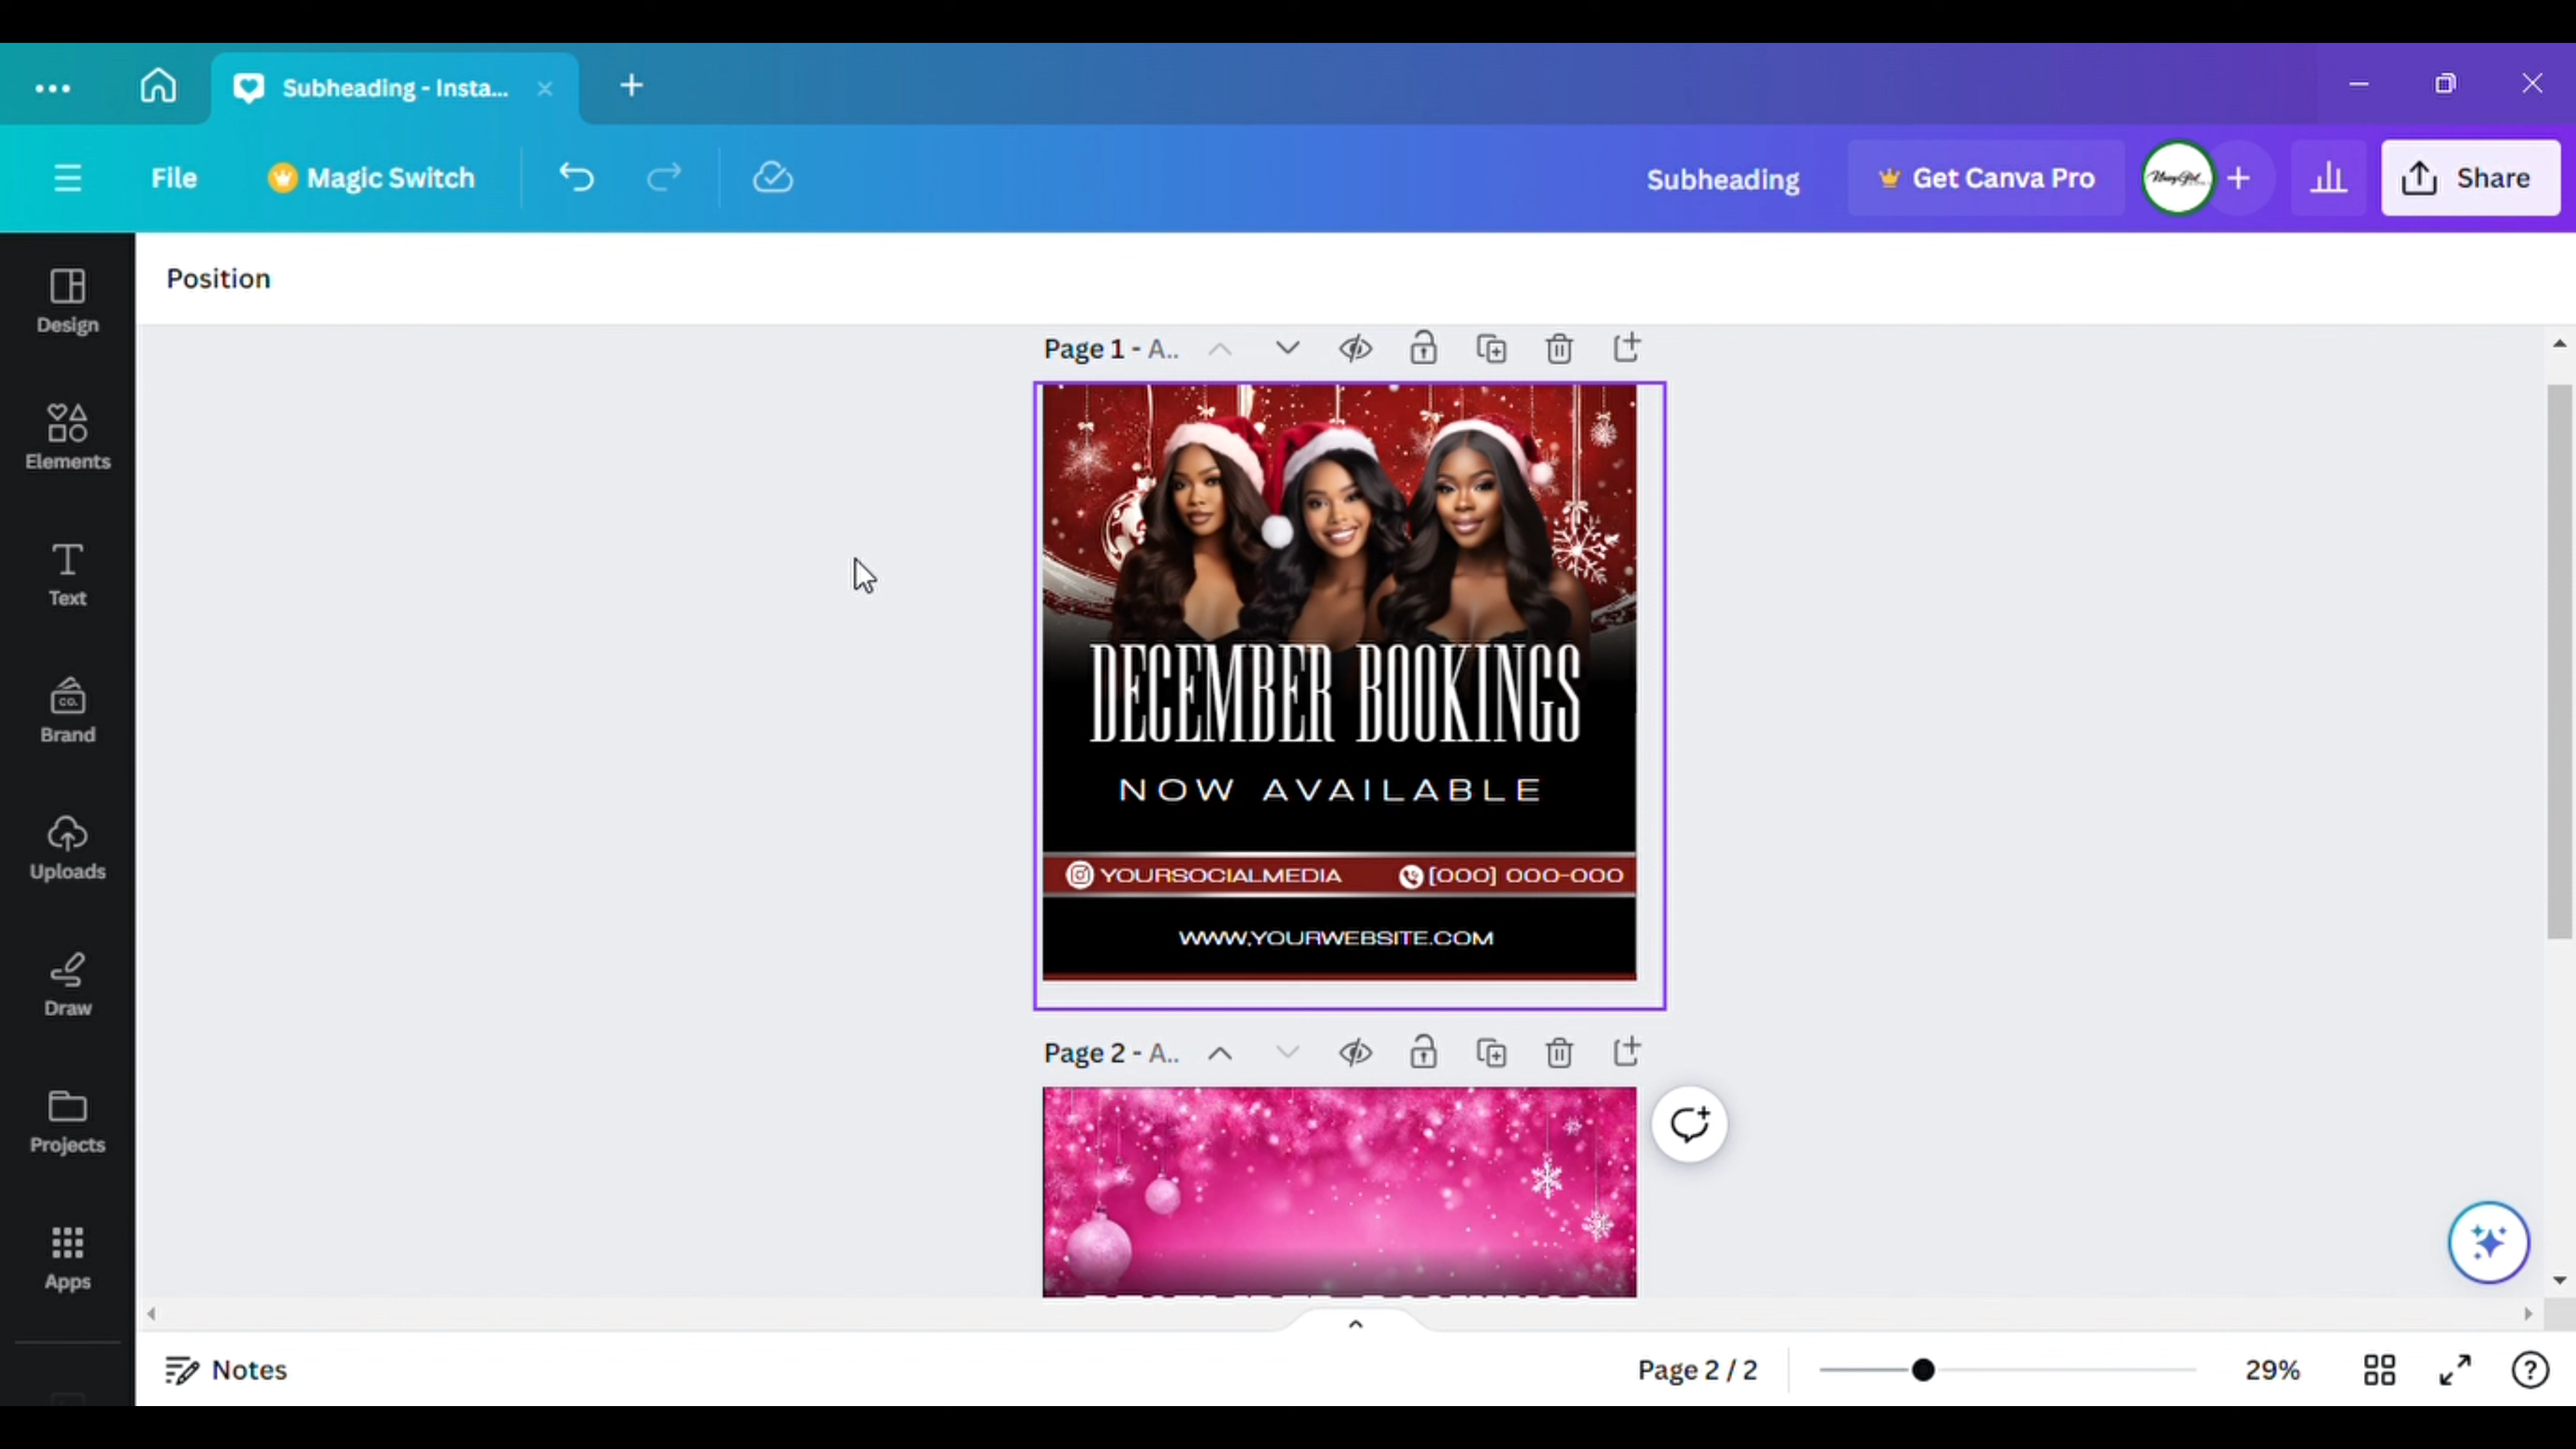 Subheading - Insta...
File
Magic Switch
Subheading
Get Canva Pro
Share
Position
Design
Elements
Text
CO.
Brand
Uploads
Draw
Projects
Apps
Page 1 - A..
DECEMBER BOOKINGS
NOW AVAILABLE
YOURSOCIALMEDIA
[000] 000-000
WWW.YOURWEBSITE.COM
Page 2 - A..
Notes
Page 2 / 2
29%